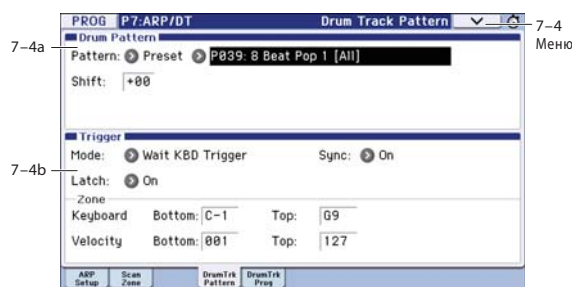 PROG P7:ARP/DT Drum Track Pattern
7–4
Меню
7–4a
Drum Pattern
Pattern: Preset P039: 8 Beat Pop 1 [All]
Shift: +00
7–4b
Trigger
Mode: Wait KBD Trigger Sync: On
Latch: On
Zone
Keyboard Bottom: C-1 Top: G9
Velocity Bottom: 001 Top: 127
ARP Setup Scan Zone DrumTrk Pattern DrumTrk Prog